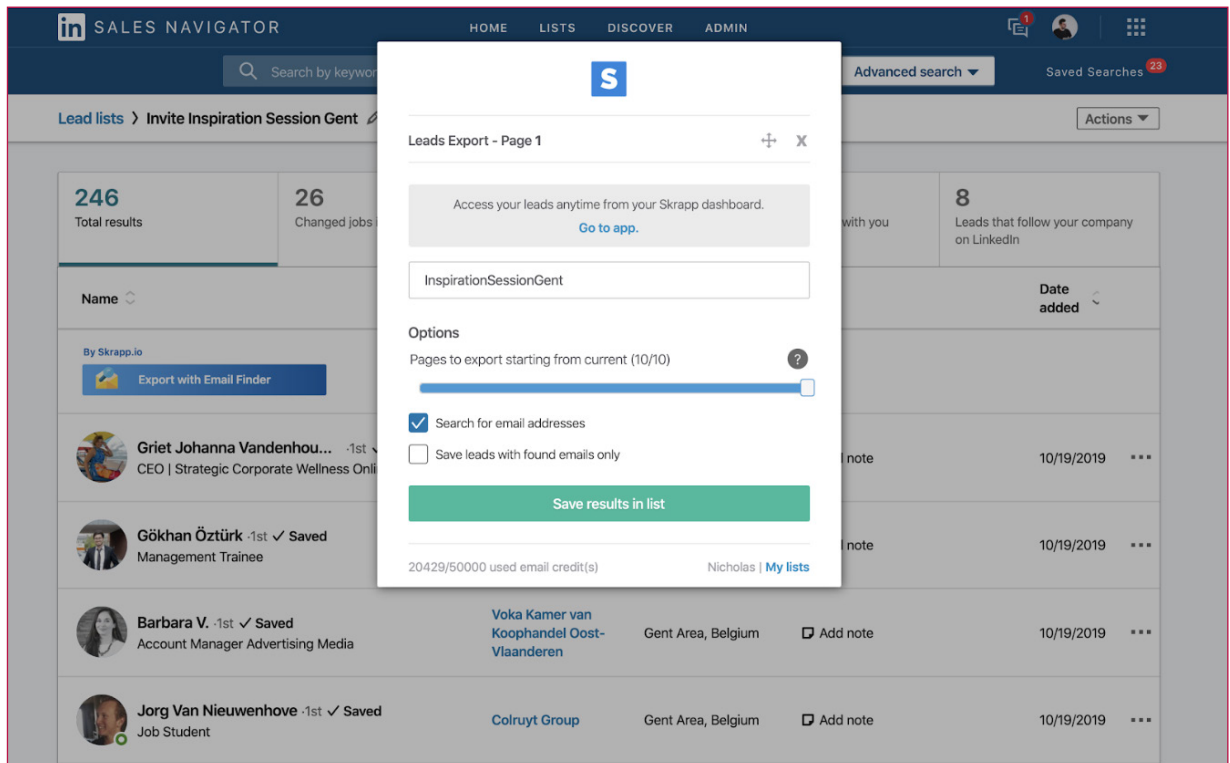 in SALES NAVIGATOR
HOME LISTS DISCOVER ADMIN
1
Search by keywor
Advanced search
Saved Searches 23
Lead lists > Invite Inspiration Session Gent
Actions
S
Leads Export - Page 1
X
Access your leads anytime from your Skrapp dashboard.
Go to app.
InspirationSessionGent
Options
Pages to export starting from current (10/10)
?
Search for email addresses
Save leads with found emails only
Save results in list
20429/50000 used email credit(s)
Nicholas | My lists
246
Total results
26
Changed jobs i
with you
8
Leads that follow your company
on LinkedIn
Name
Date
added
By Skrapp.io
Export with Email Finder
Griet Johanna Vandenhou... ·1st
CEO | Strategic Corporate Wellness Onli
l note
10/19/2019
Gökhan Öztürk ·1st ✓ Saved
Management Trainee
l note
10/19/2019
Barbara V. ·1st ✓ Saved
Account Manager Advertising Media
Voka Kamer van
Koophandel Oost-
Vlaanderen
Gent Area, Belgium
Add note
10/19/2019
Jorg Van Nieuwenhove ·1st ✓ Saved
Job Student
Colruyt Group
Gent Area, Belgium
Add note
10/19/2019